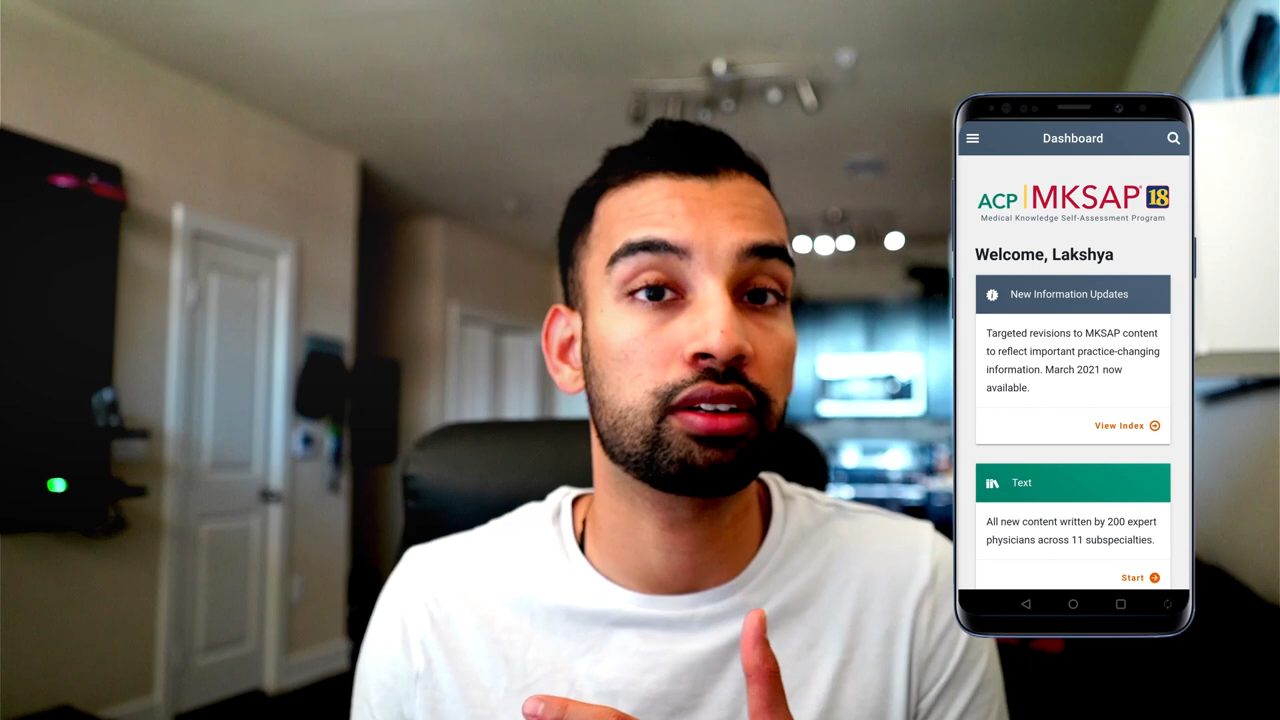 Dashboard
ACP MKSAP® 18
Medical Knowledge Self-Assessment Program
Welcome, Lakshya
New Information Updates
Targeted revisions to MKSAP content
to reflect important practice-changing
information. March 2021 now
available.
View Index
Text
All new content written by 200 expert
physicians across 11 subspecialties.
Start